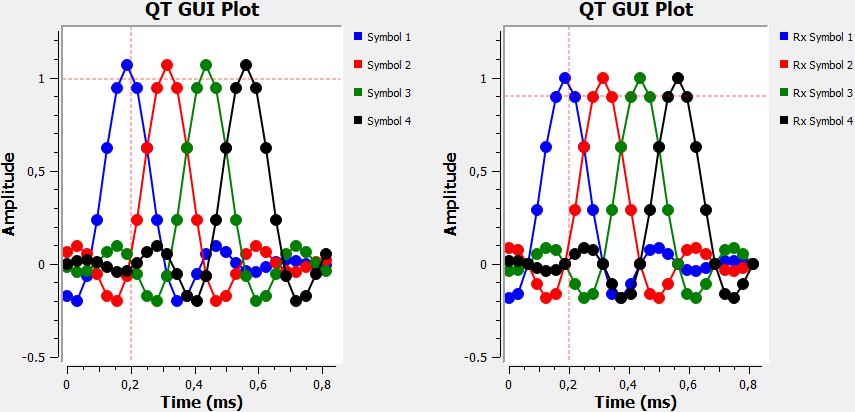 QT GUI Plot
Symbol 1
Symbol 2
Symbol 3
Symbol 4
1
0,5
0
-0.5
Amplitude
0
0,2
0,4
0,6
0,8
Time (ms)
QT GUI Plot
Rx Symbol 1
Rx Symbol 2
Rx Symbol 3
Rx Symbol 4
1
0,5
0
-0.5
Amplitude
0
0,2
0,4
0,6
0,8
Time (ms)